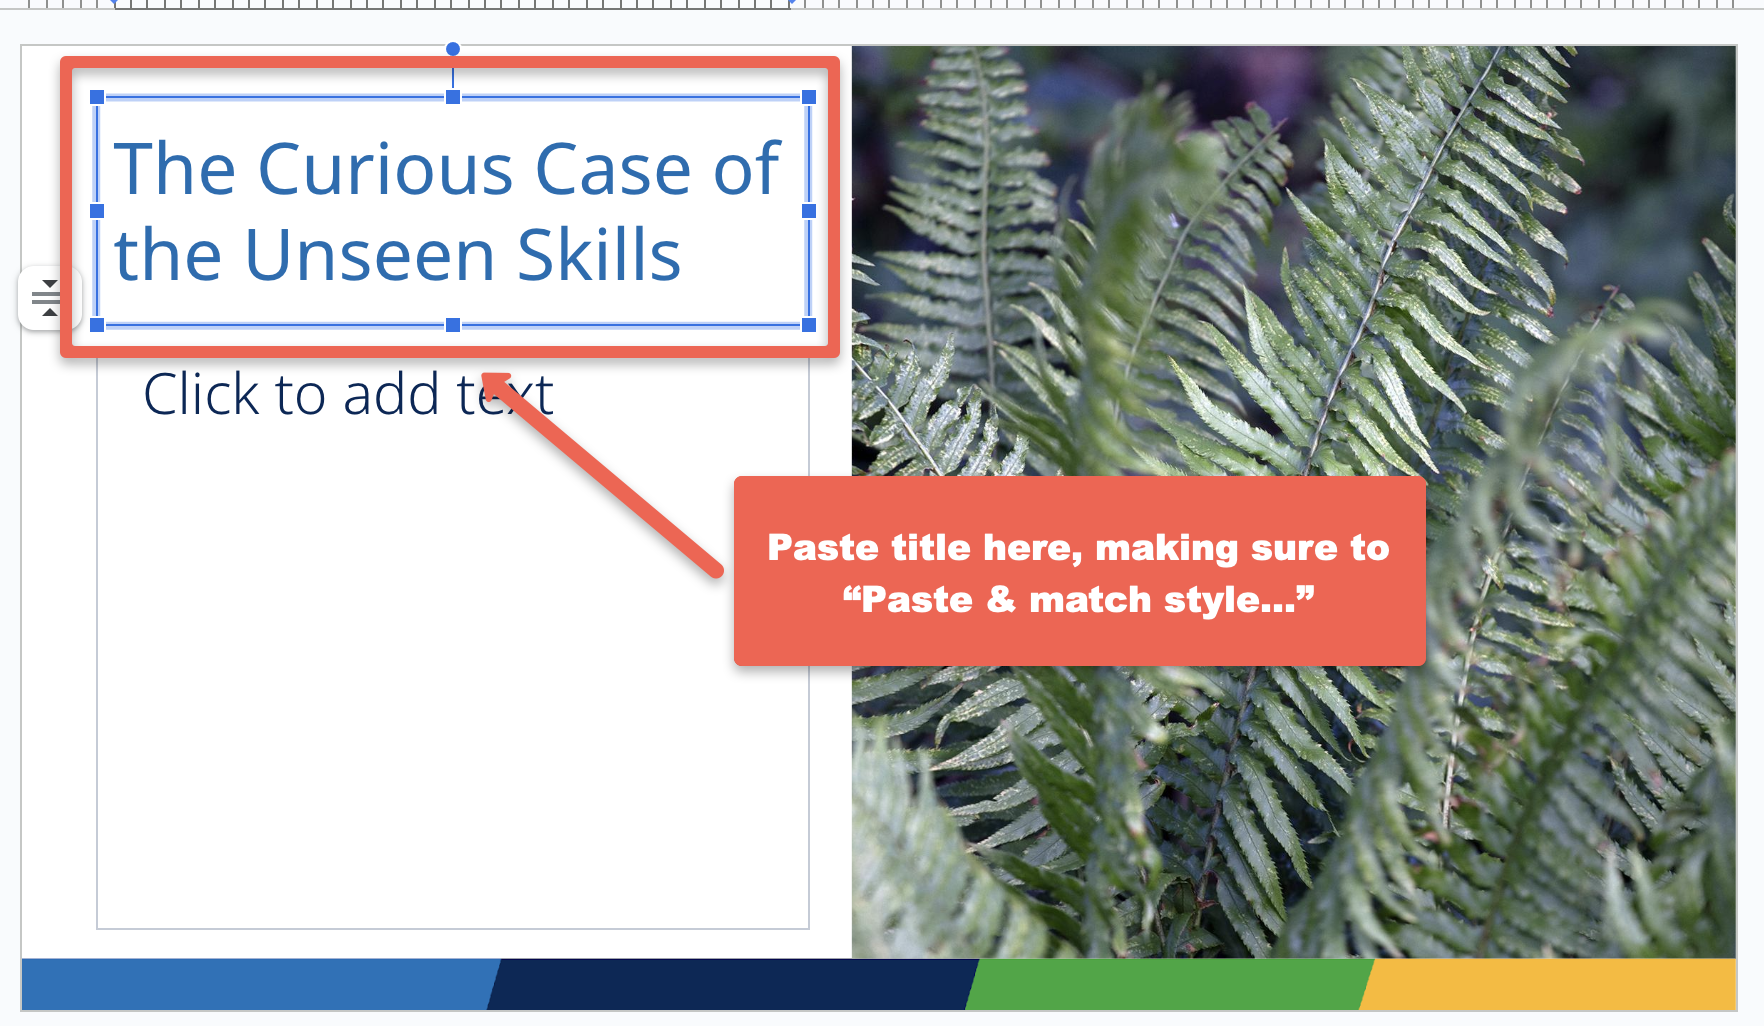 The Curious Case of
the Unseen Skills
Click to add text
Paste title here, making sure to
“Paste & match style...”